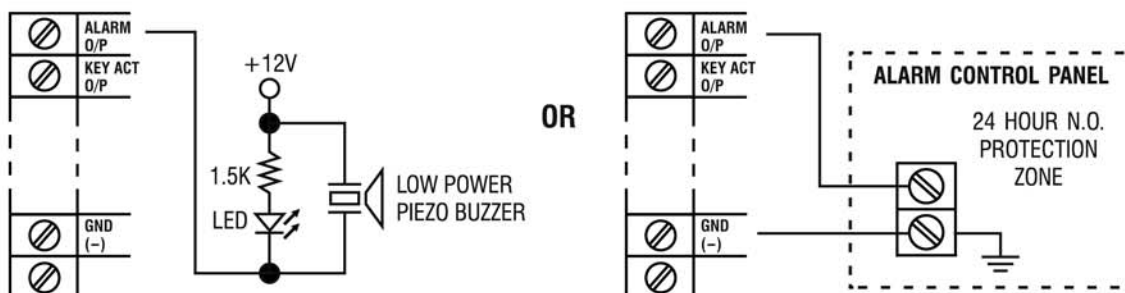 ALARM
O/P
KEY ACT
O/P
+12V
1.5K
LED
LOW POWER
PIEZO BUZZER
GND
(–)
OR
ALARM
O/P
KEY ACT
O/P
ALARM CONTROL PANEL
24 HOUR N.O.
PROTECTION
ZONE
GND
(–)